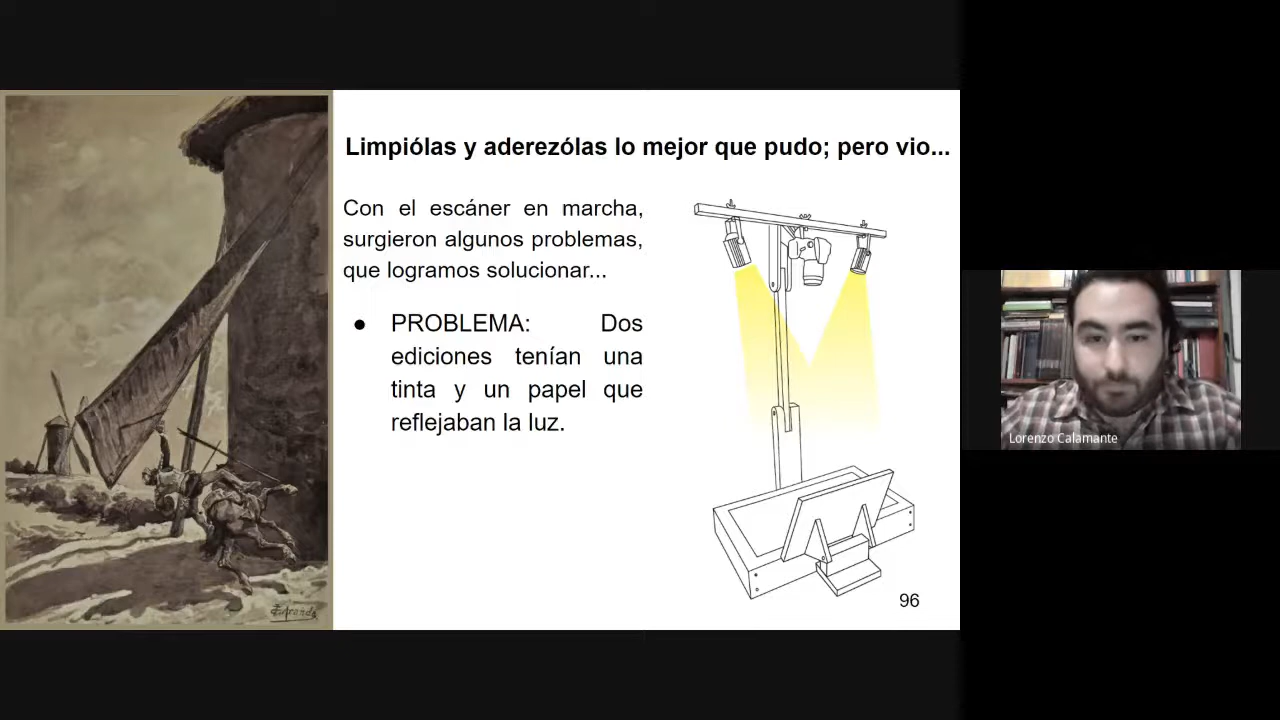 Limpiólas y aderezólas lo mejor que pudo; pero vio...
Con el escáner en marcha,
surgieron algunos problemas,
que logramos solucionar...
● PROBLEMA: Dos
ediciones tenían una
tinta y un papel que
reflejaban la luz.
96
Lorenzo Calamante